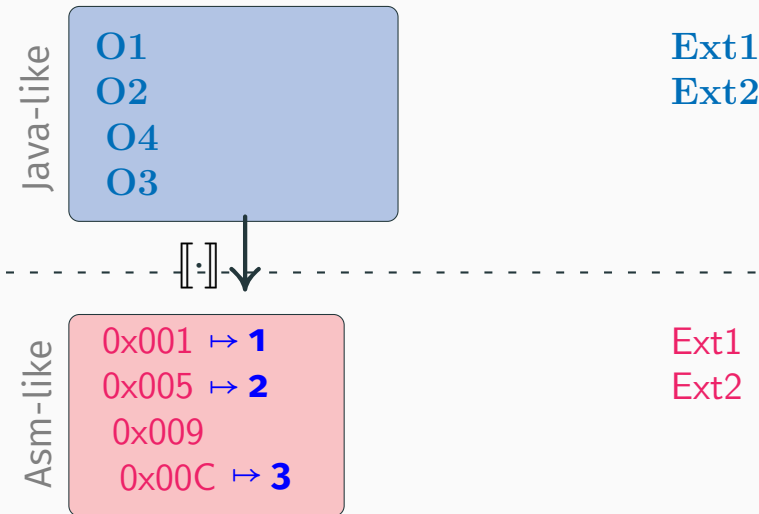 Java-like
O1
O2
O4
O3
Ext1
Ext2
⟦·⟧
Asm-like
0x001 ↦ 1
0x005 ↦ 2
0x009
0x00C ↦ 3
Ext1
Ext2